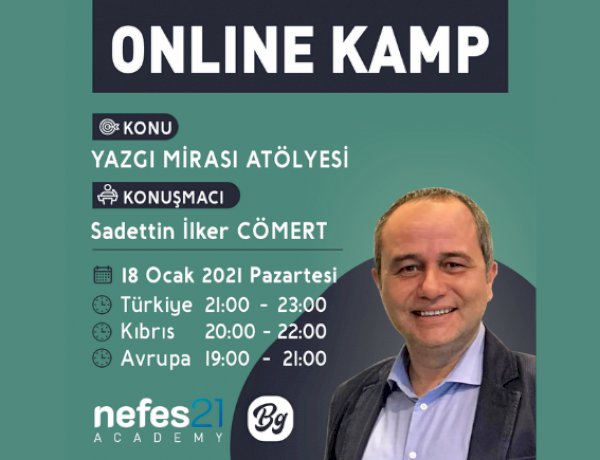 ONLINE KAMP
KONU
YAZGI MİRASI ATÖLYESİ
KONUŞMACI
Sadettin İlker CÖMERT
18 Ocak 2021 Pazartesi
Türkiye 21:00 - 23:00
Kıbrıs 20:00 - 22:00
Avrupa 19:00 - 21:00
nefes21 Bg
ACADEMY